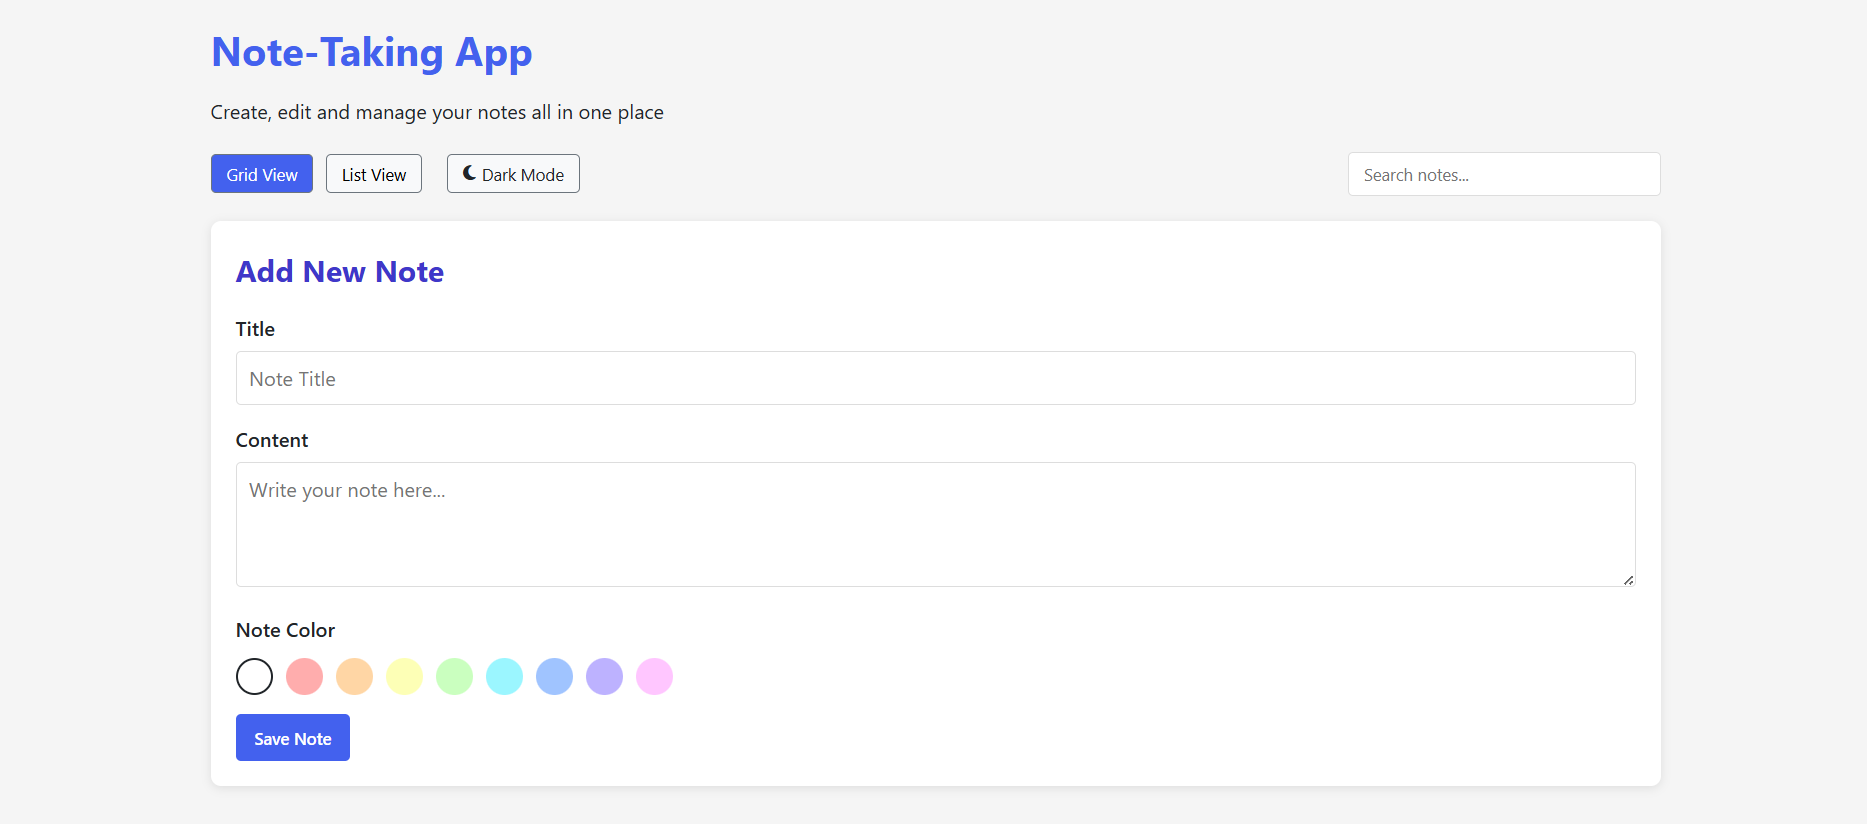 Note-Taking App
Create, edit and manage your notes all in one place
Grid View List View Dark Mode Search notes...
Add New Note
Title
Note Title
Content
Write your note here...
Note Color
Save Note